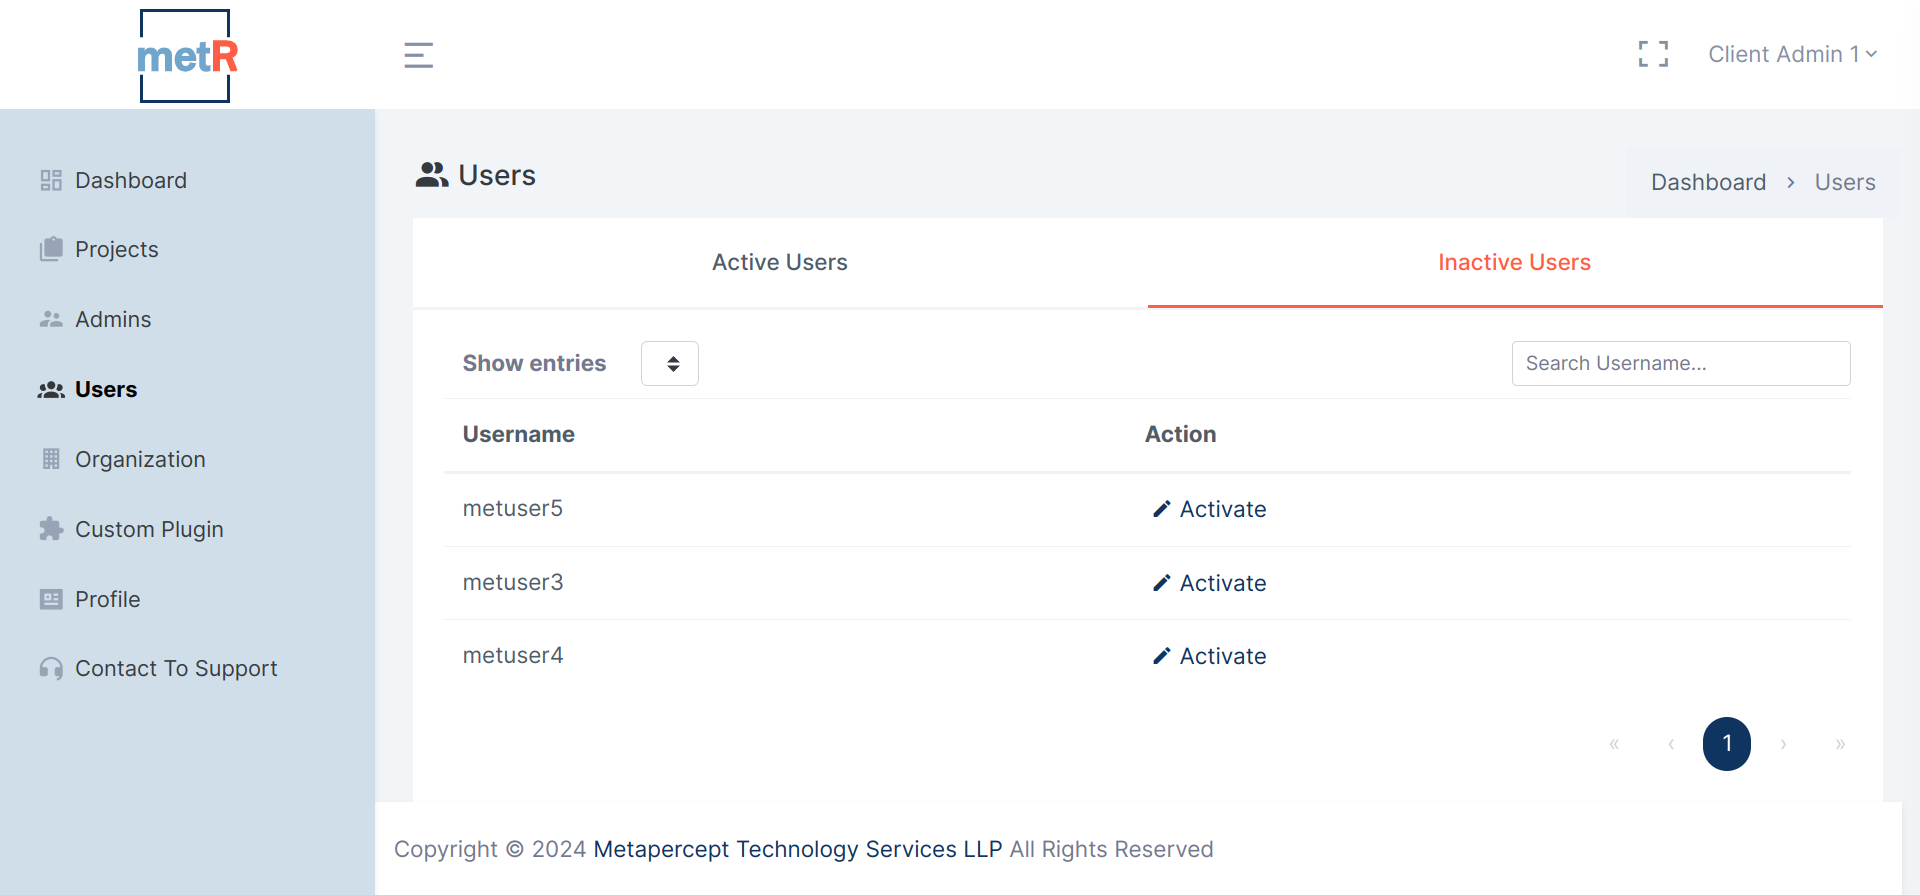 metR
Client Admin 1
Dashboard
Projects
Admins
Users
Organization
Custom Plugin
Profile
Contact To Support
Users
Dashboard › Users
Active Users
Inactive Users
Show entries
Search Username...
Username Action
metuser5 Activate
metuser3 Activate
metuser4 Activate
« ‹ 1 › »
Copyright © 2024 Metapercept Technology Services LLP All Rights Reserved